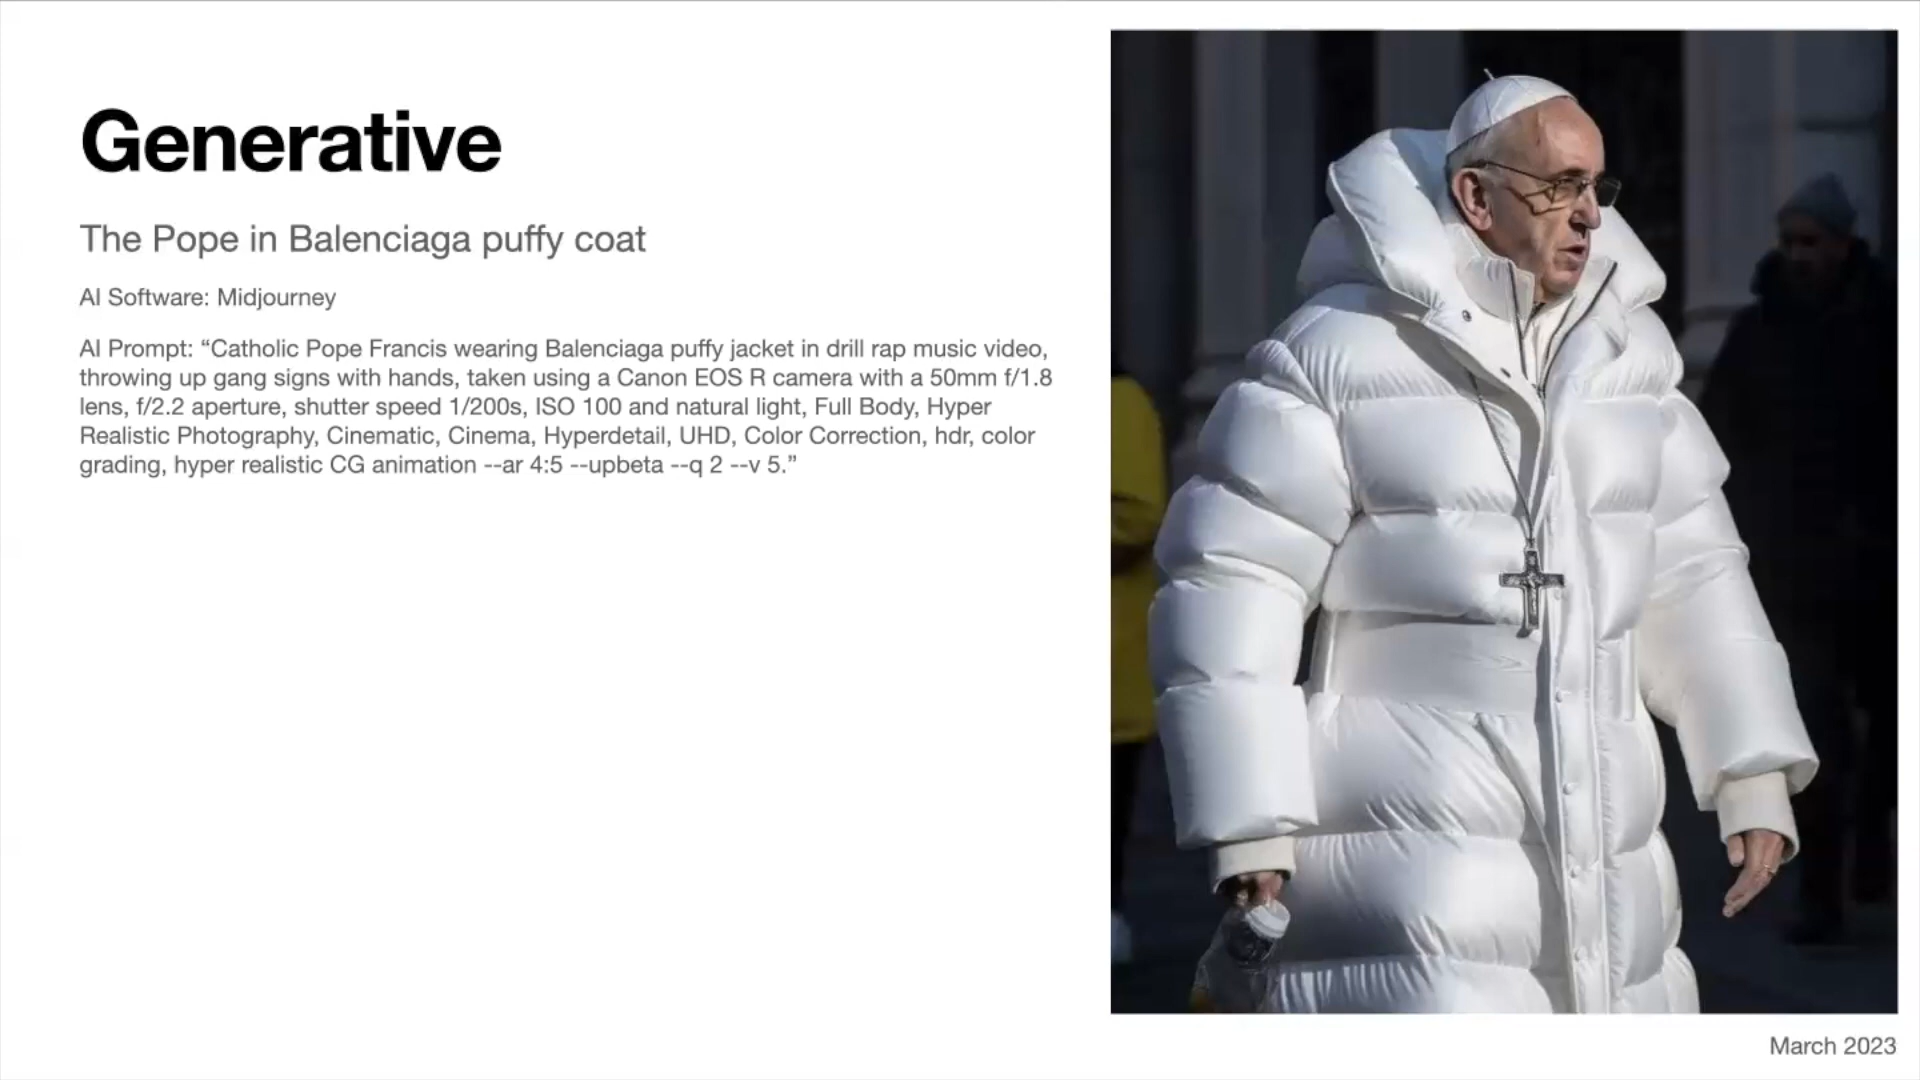 Generative
The Pope in Balenciaga puffy coat
AI Software: Midjourney
AI Prompt: “Catholic Pope Francis wearing Balenciaga puffy jacket in drill rap music video,
throwing up gang signs with hands, taken using a Canon EOS R camera with a 50mm f/1.8
lens, f/2.2 aperture, shutter speed 1/200s, ISO 100 and natural light, Full Body, Hyper
Realistic Photography, Cinematic, Cinema, Hyperdetail, UHD, Color Correction, hdr, color
grading, hyper realistic CG animation --ar 4:5 --upbeta --q 2 --v 5.”
March 2023